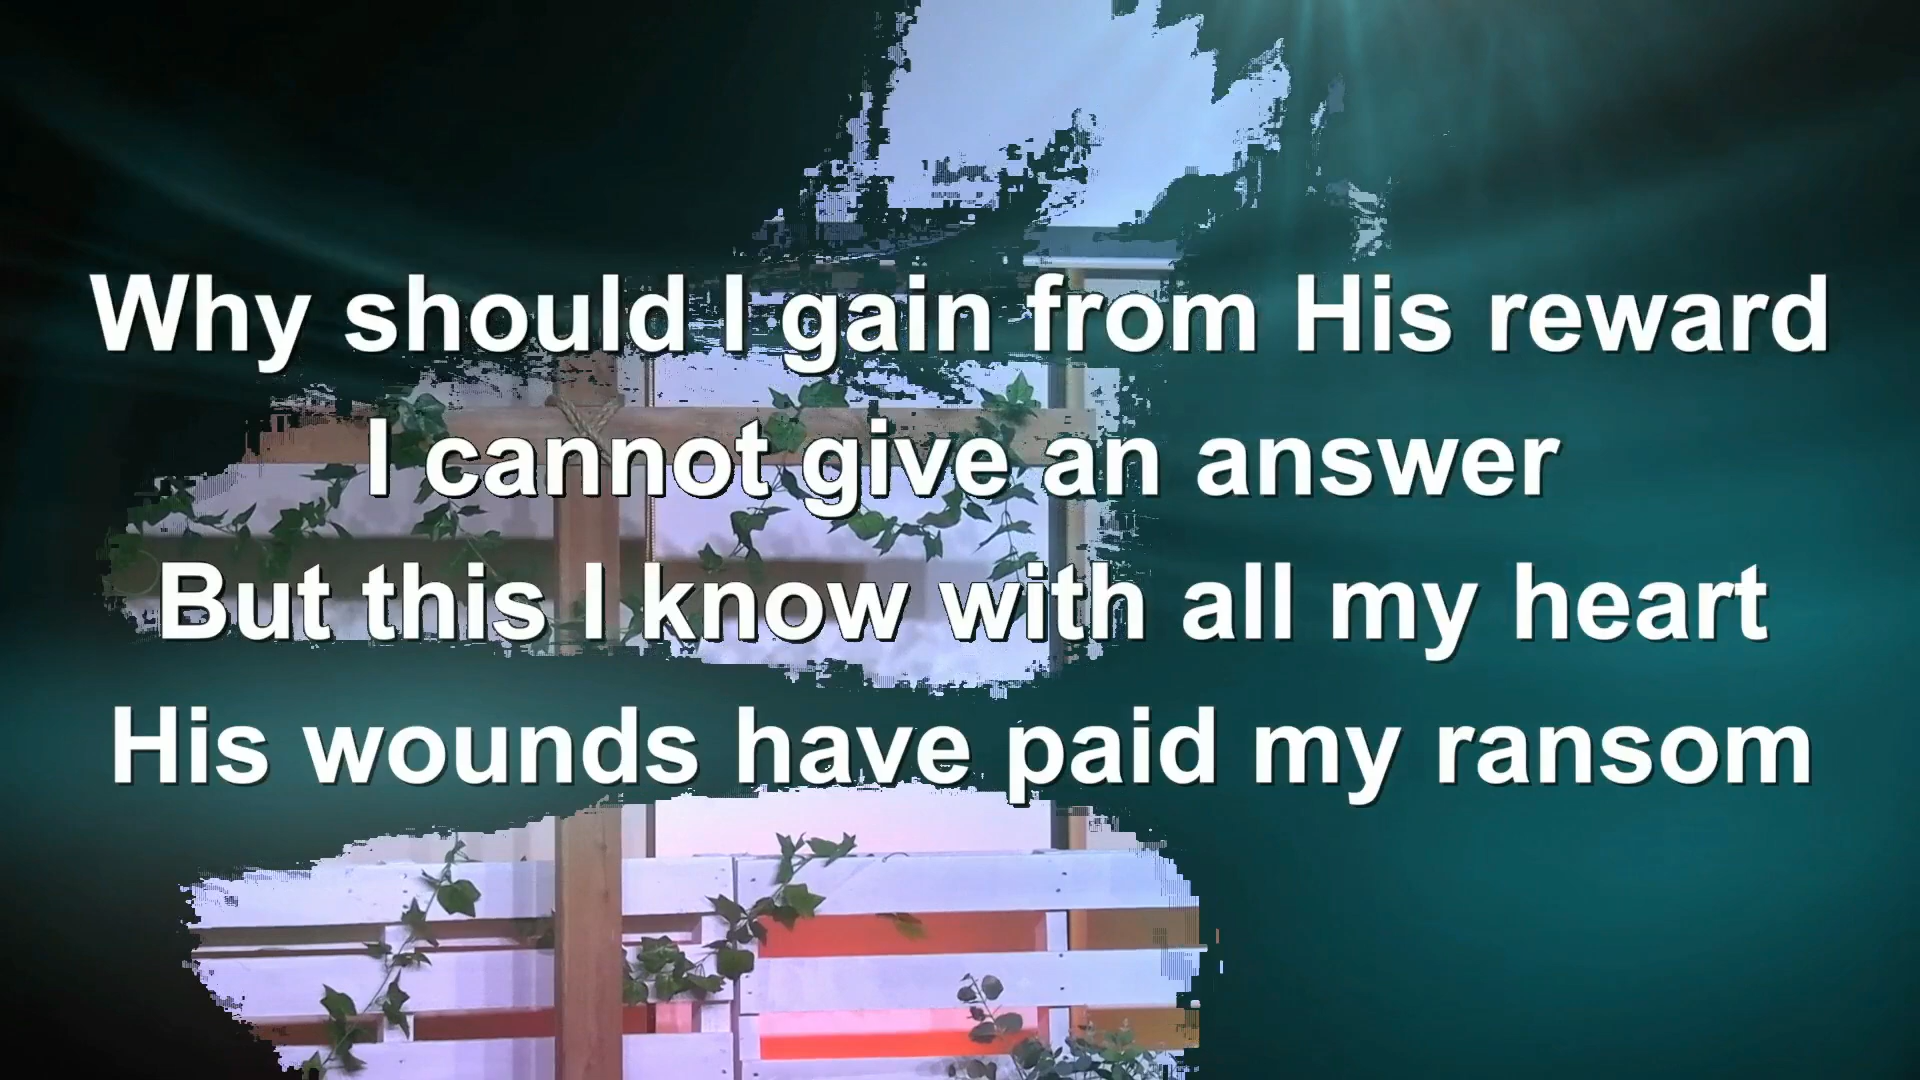 Why should I gain from His reward
I cannot give an answer
But this I know with all my heart
His wounds have paid my ransom